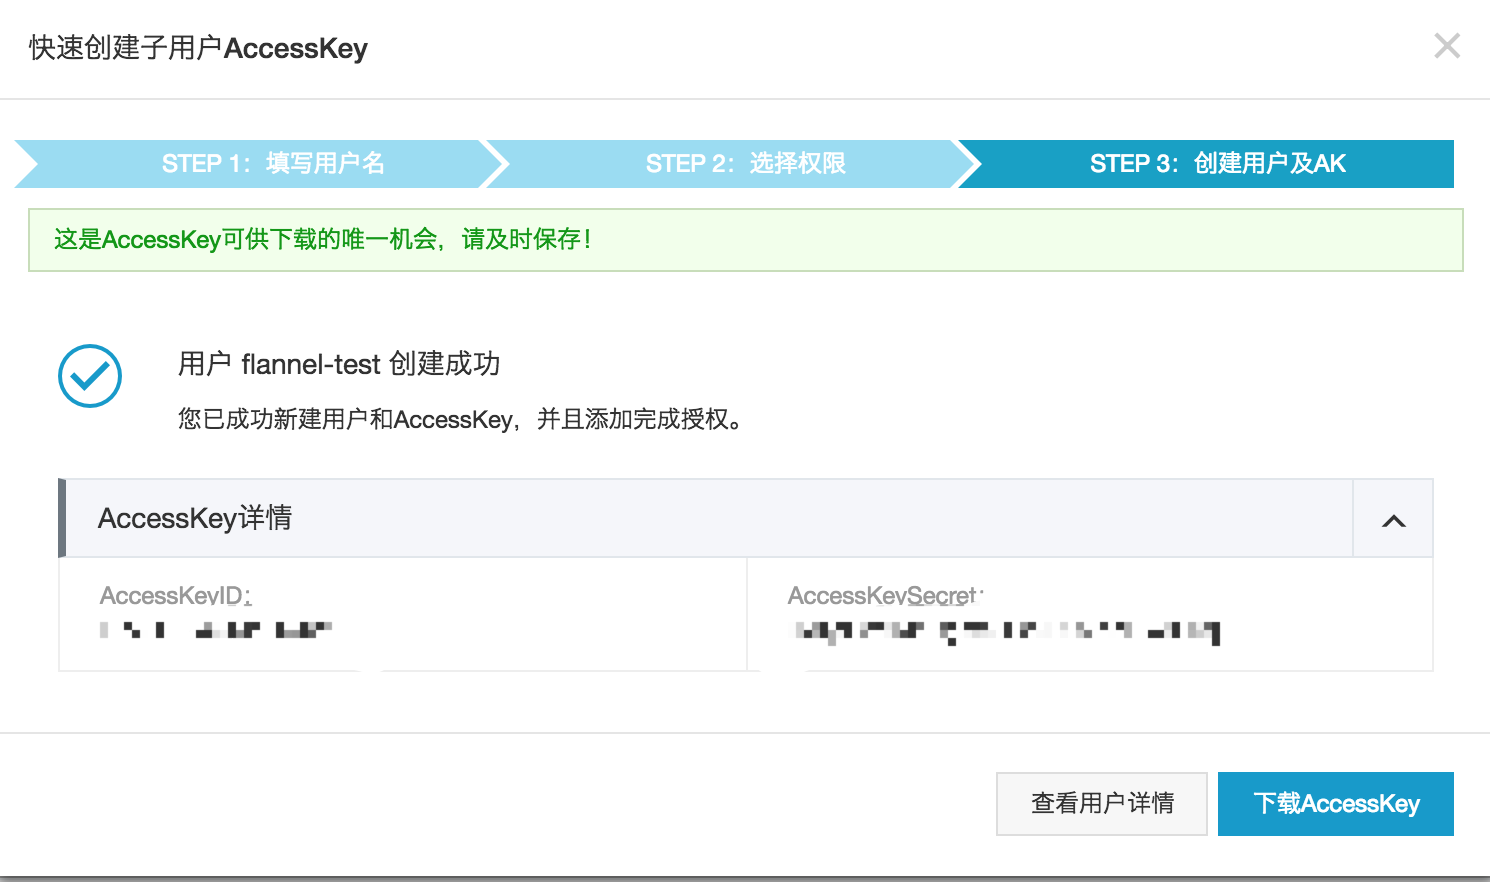 快速创建子用户AccessKey
STEP 1：填写用户名
STEP 2：选择权限
STEP 3：创建用户及AK
这是AccessKey可供下载的唯一机会，请及时保存！
用户 flannel-test 创建成功
您已成功新建用户和AccessKey，并且添加完成授权。
AccessKey详情
AccessKeyID：
AccessKeySecret：
查看用户详情
下载AccessKey